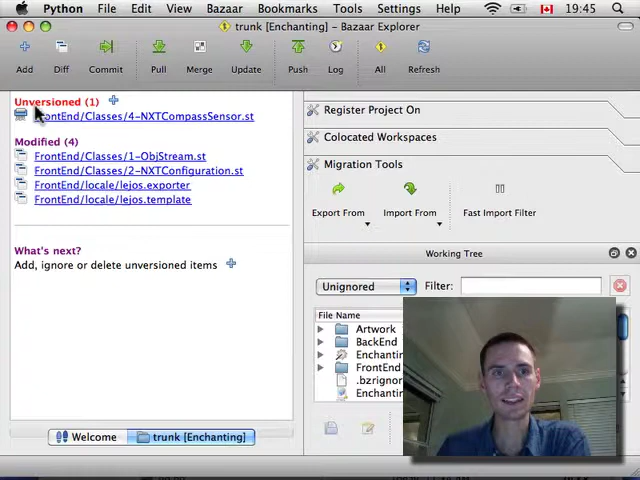 Python File Edit View Bazaar Bookmarks Tools Settings Help 19:45
trunk [Enchanting] - Bazaar Explorer
Add Diff Commit Pull Merge Update Push Log All Refresh
Unversioned (1)
FrontEnd/Classes/4-NXTCompassSensor.st
Modified (4)
FrontEnd/Classes/1-ObjStream.st
FrontEnd/Classes/2-NXTConfiguration.st
FrontEnd/locale/lejos.exporter
FrontEnd/locale/lejos.template
What's next?
Add, ignore or delete unversioned items
Register Project On
Colocated Workspaces
Migration Tools
Export From Import From Fast Import Filter
Working Tree
Unignored Filter:
File Name
Artwork
BackEnd
Enchantin
FrontEnd
.bzrignor
Enchantin
Welcome trunk [Enchanting]